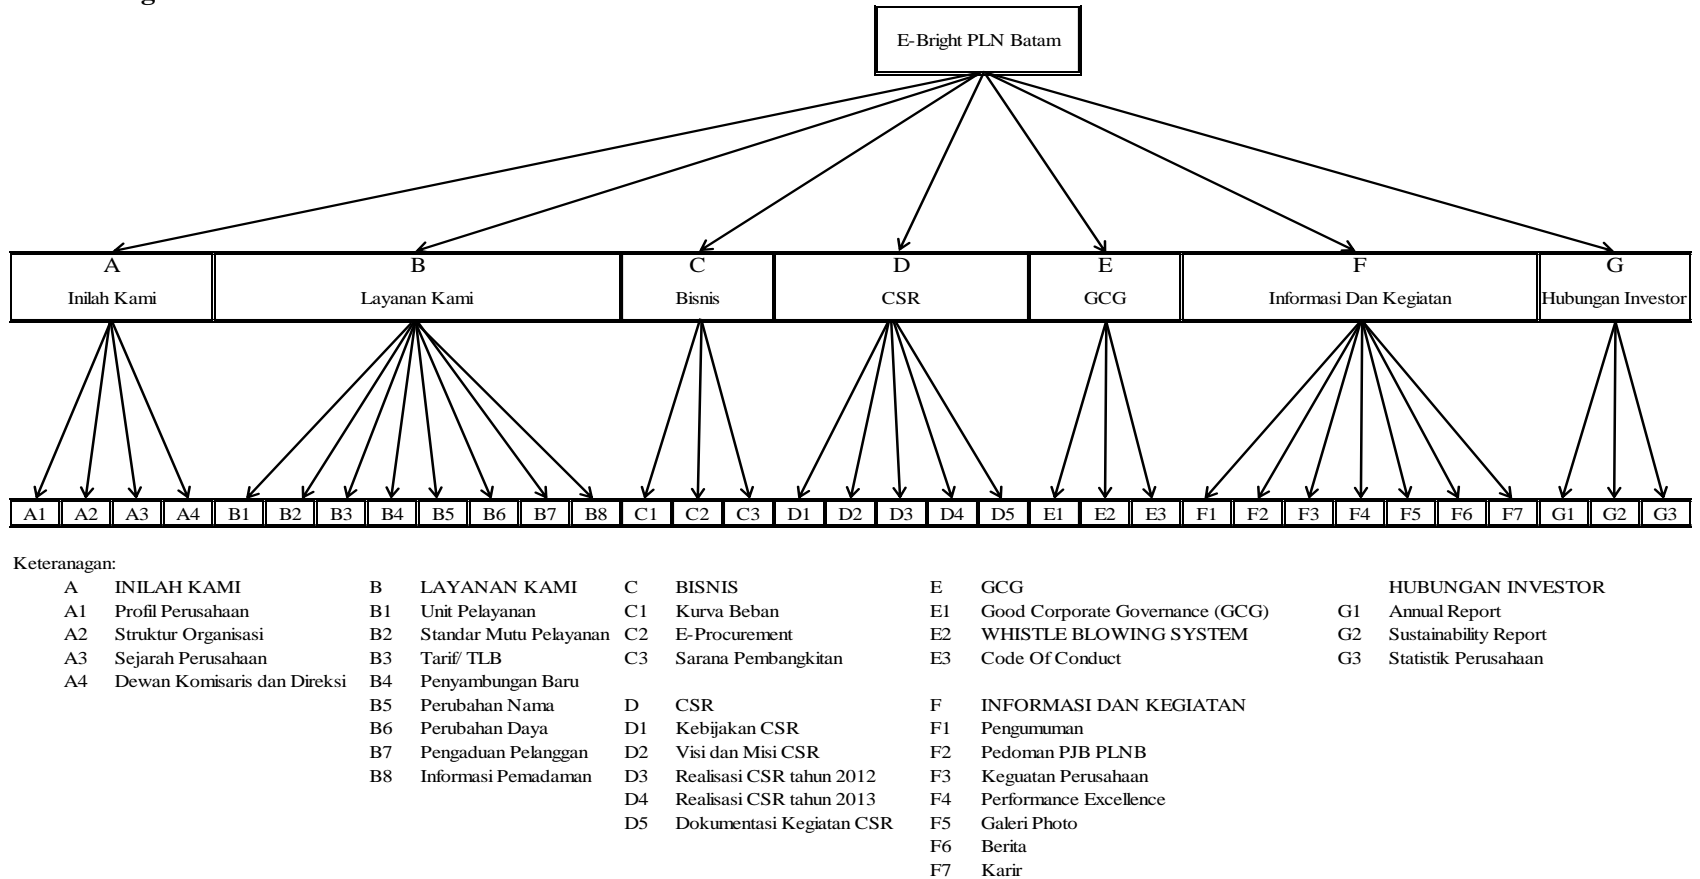 E-Bright PLN Batam
A B C D E F G
Inilah Kami Layanan Kami Bisnis CSR GCG Informasi Dan Kegiatan Hubungan Investor
A1 A2 A3 A4 B1 B2 B3 B4 B5 B6 B7 B8 C1 C2 C3 D1 D2 D3 D4 D5 E1 E2 E3 F1 F2 F3 F4 F5 F6 F7 G1 G2 G3
Keteranagan:
A INILAH KAMI B LAYANAN KAMI C BISNIS E GCG HUBUNGAN INVESTOR
A1 Profil Perusahaan B1 Unit Pelayanan C1 Kurva Beban E1 Good Corporate Governance (GCG) G1 Annual Report
A2 Struktur Organisasi B2 Standar Mutu Pelayanan C2 E-Procurement E2 WHISTLE BLOWING SYSTEM G2 Sustainability Report
A3 Sejarah Perusahaan B3 Tarif/ TLB C3 Sarana Pembangkitan E3 Code Of Conduct G3 Statistik Perusahaan
A4 Dewan Komisaris dan Direksi B4 Penyambungan Baru
B5 Perubahan Nama D CSR F INFORMASI DAN KEGIATAN
B6 Perubahan Daya D1 Kebijakan CSR F1 Pengumuman
B7 Pengaduan Pelanggan D2 Visi dan Misi CSR F2 Pedoman PJB PLNB
B8 Informasi Pemadaman D3 Realisasi CSR tahun 2012 F3 Keguatan Perusahaan
D4 Realisasi CSR tahun 2013 F4 Performance Excellence
D5 Dokumentasi Kegiatan CSR F5 Galeri Photo
F6 Berita
F7 Karir